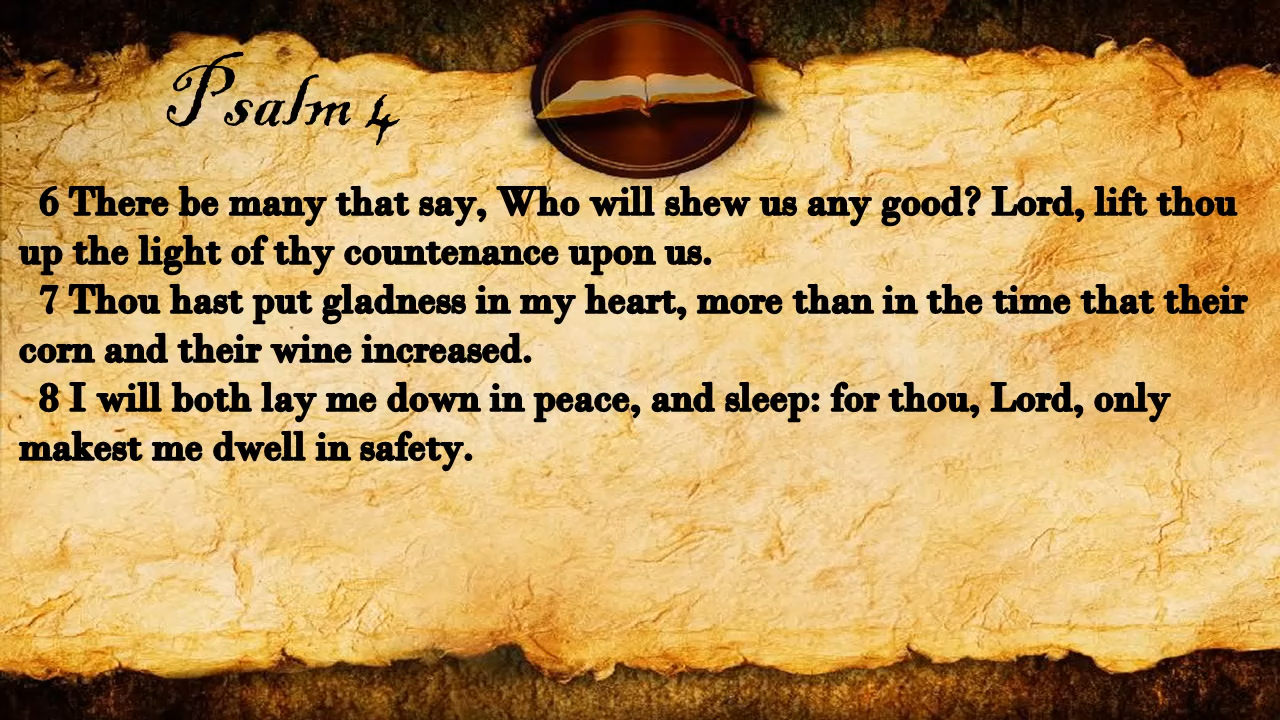 Psalm 4
6 There be many that say, Who will shew us any good? Lord, lift thou
up the light of thy countenance upon us.
7 Thou hast put gladness in my heart, more than in the time that their
corn and their wine increased.
8 I will both lay me down in peace, and sleep: for thou, Lord, only
makest me dwell in safety.